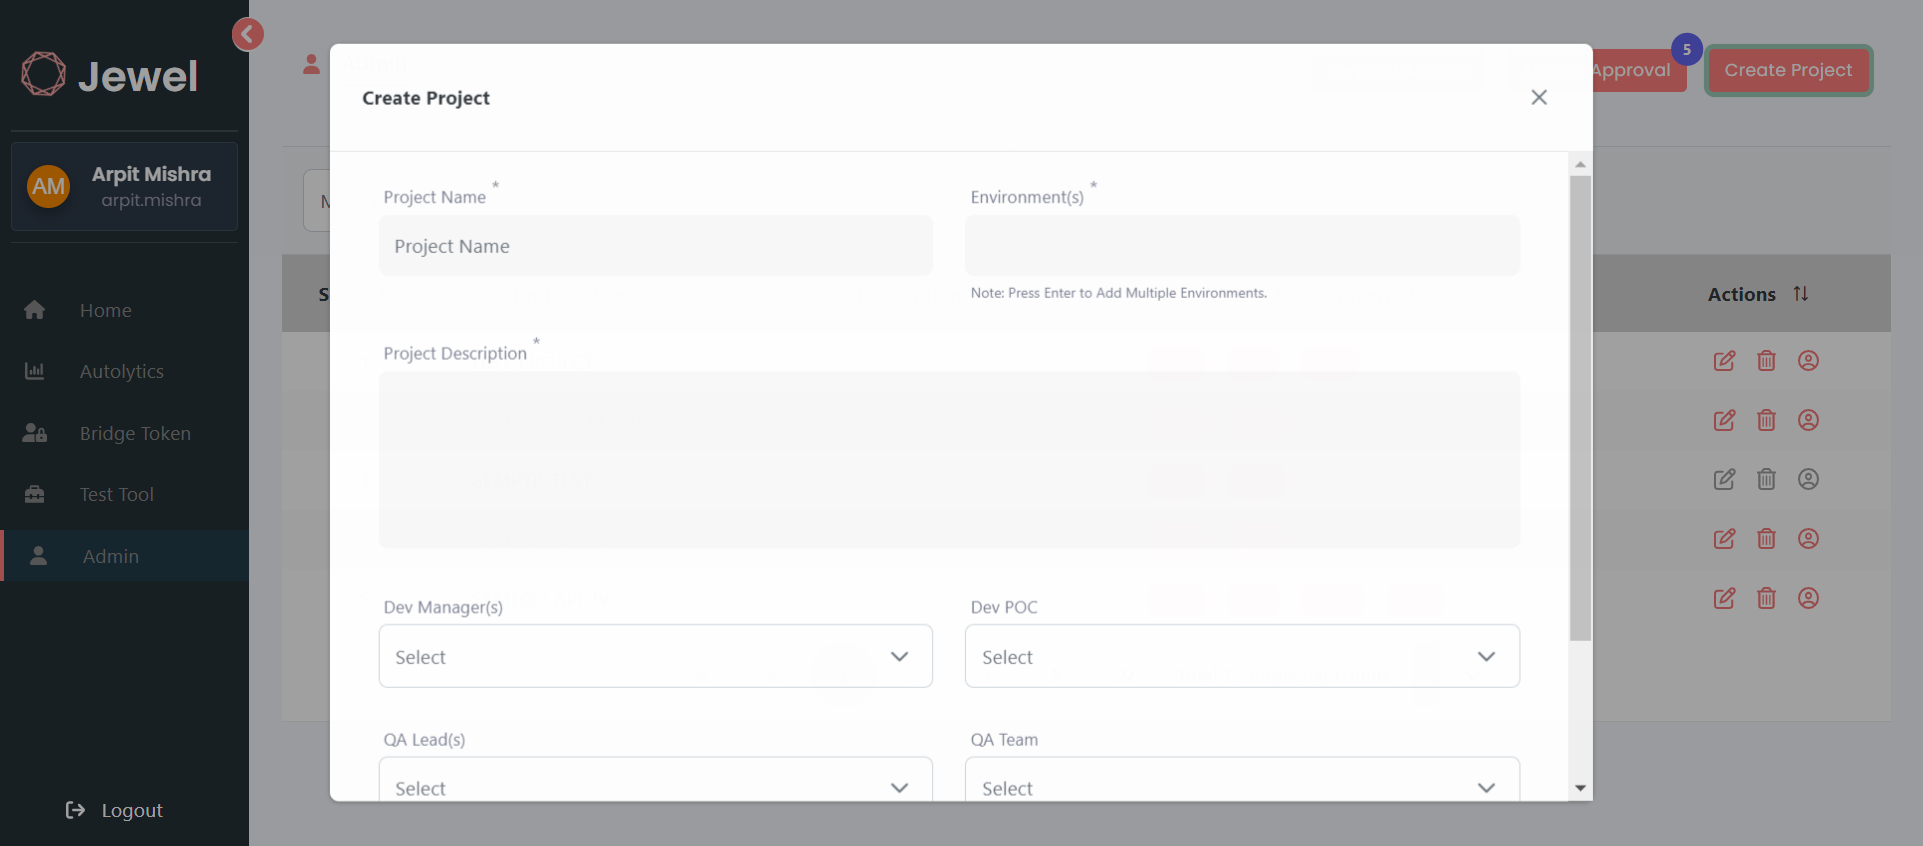 Jewel
AM
Arpit Mishra
arpit.mishra
Home
Autolytics
Bridge Token
Test Tool
Admin
Logout
Approval
5
Create Project
Actions
Create Project
Project Name *
Project Name
Environment(s) *
Note: Press Enter to Add Multiple Environments.
Project Description *
Dev Manager(s)
Select
Dev POC
Select
QA Lead(s)
Select
QA Team
Select